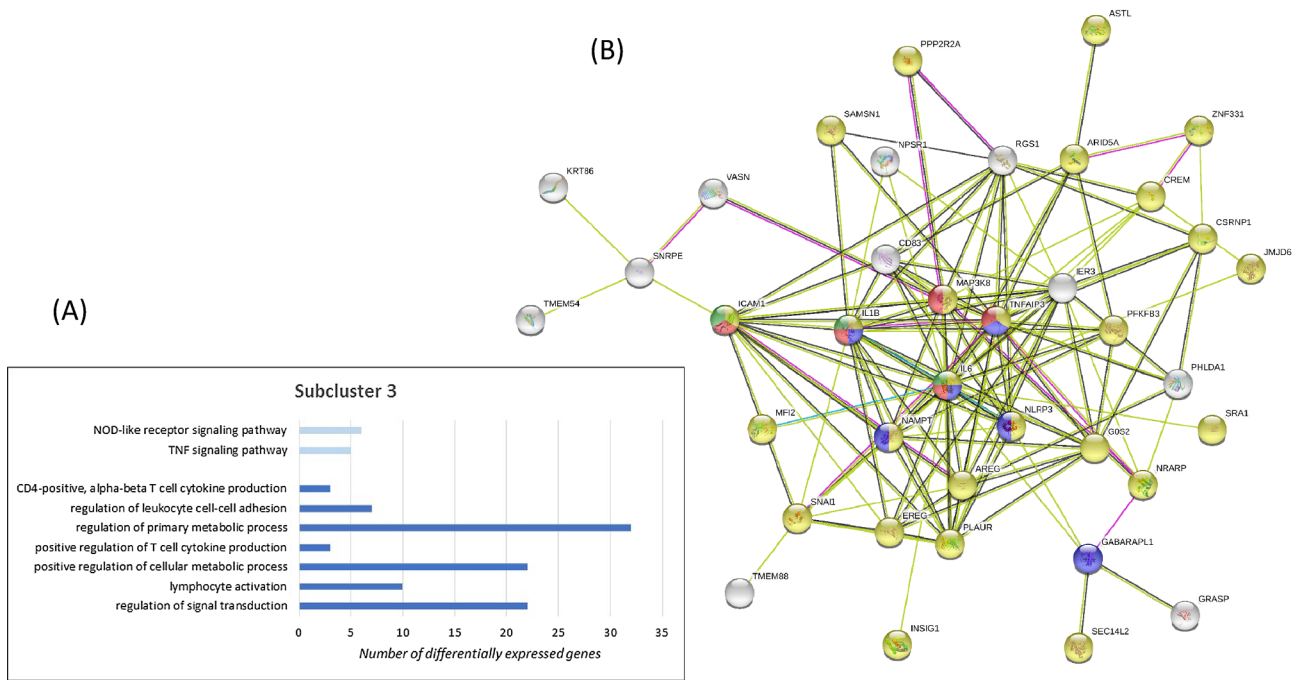 (A)
Subcluster 3
NOD-like receptor signaling pathway
TNF signaling pathway
CD4-positive, alpha-beta T cell cytokine production
regulation of leukocyte cell-cell adhesion
regulation of primary metabolic process
positive regulation of T cell cytokine production
positive regulation of cellular metabolic process
lymphocyte activation
regulation of signal transduction
0 5 10 15 20 25 30 35
Number of differentially expressed genes
(B)
ASTL
PPP2R2A
SAMSN1
ZNF331
NPSR1
RGS1
ARID5A
KRT86
VASN
CREM
CSRNP1
CD83
SNRPE
JMJD6
IER3
MAP3K8
TMEM54
ICAM1
IL1B
TNFAIP3
PFKFB3
PHLDA1
IL6
MFI2
NAMPT
NLRP3
SRA1
G0S2
AREG
NRARP
SNAI1
EREG
PLAUR
GABARAPL1
TMEM88
GRASP
INSIG1
SEC14L2